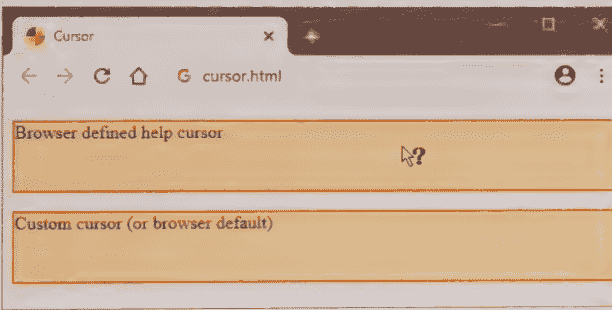 Cursor
G cursor.html
Browser defined help cursor
?
Custom cursor (or browser default)